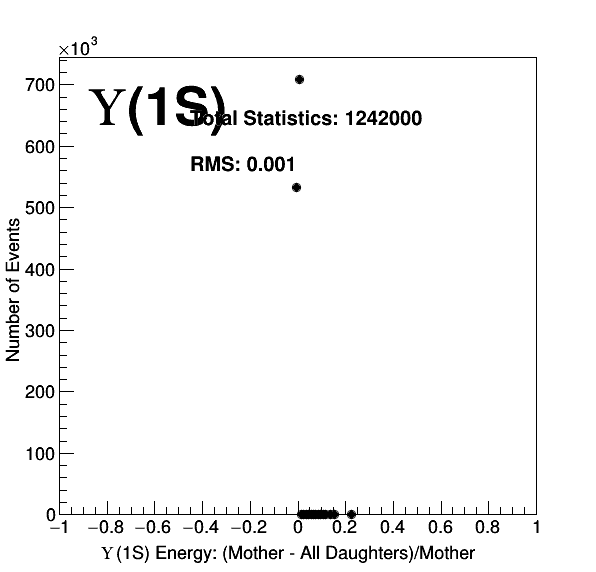 ×10³
700
600
500
400
300
200
100
0
Number of Events
ϒ(1S)
Total Statistics: 1242000
RMS: 0.001
−1 −0.8 −0.6 −0.4 −0.2 0 0.2 0.4 0.6 0.8 1
ϒ(1S) Energy: (Mother - All Daughters)/Mother